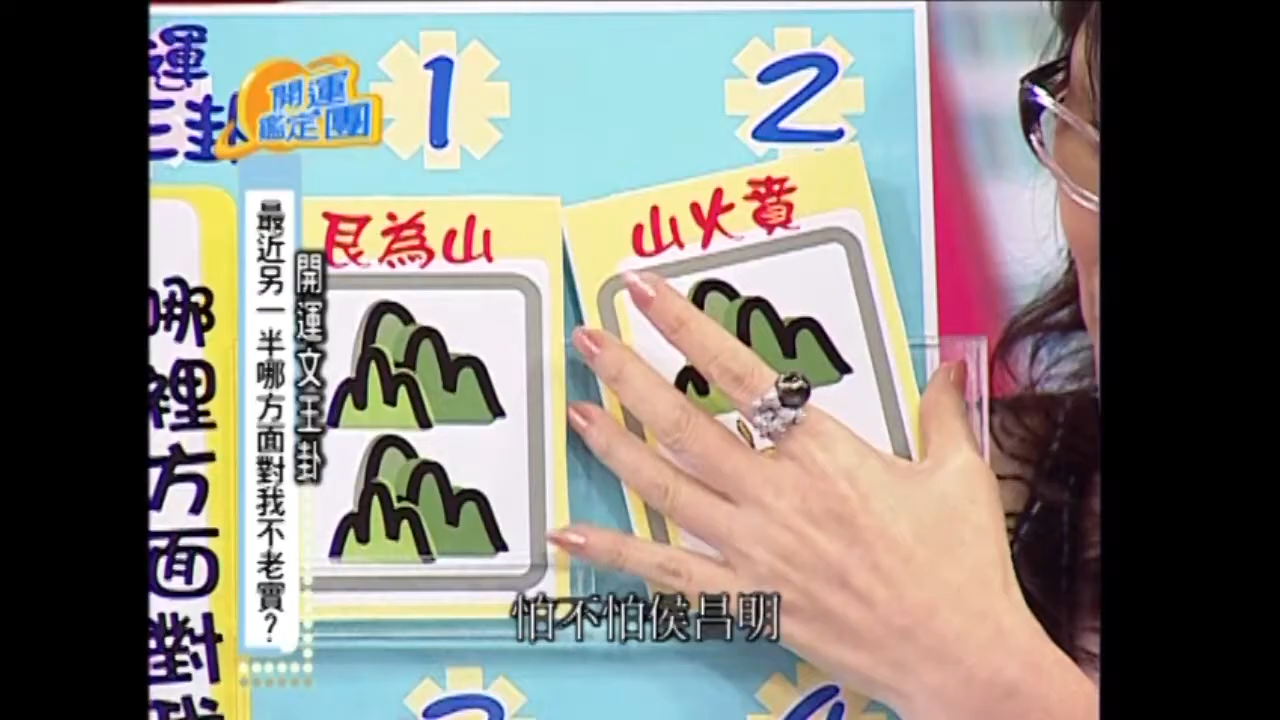 開運
鑑定團
1
2
艮為山
山火賁
開運文王卦
最近另一半哪方面對我不老實?
哪裡方面對我
怕不怕侯昌明